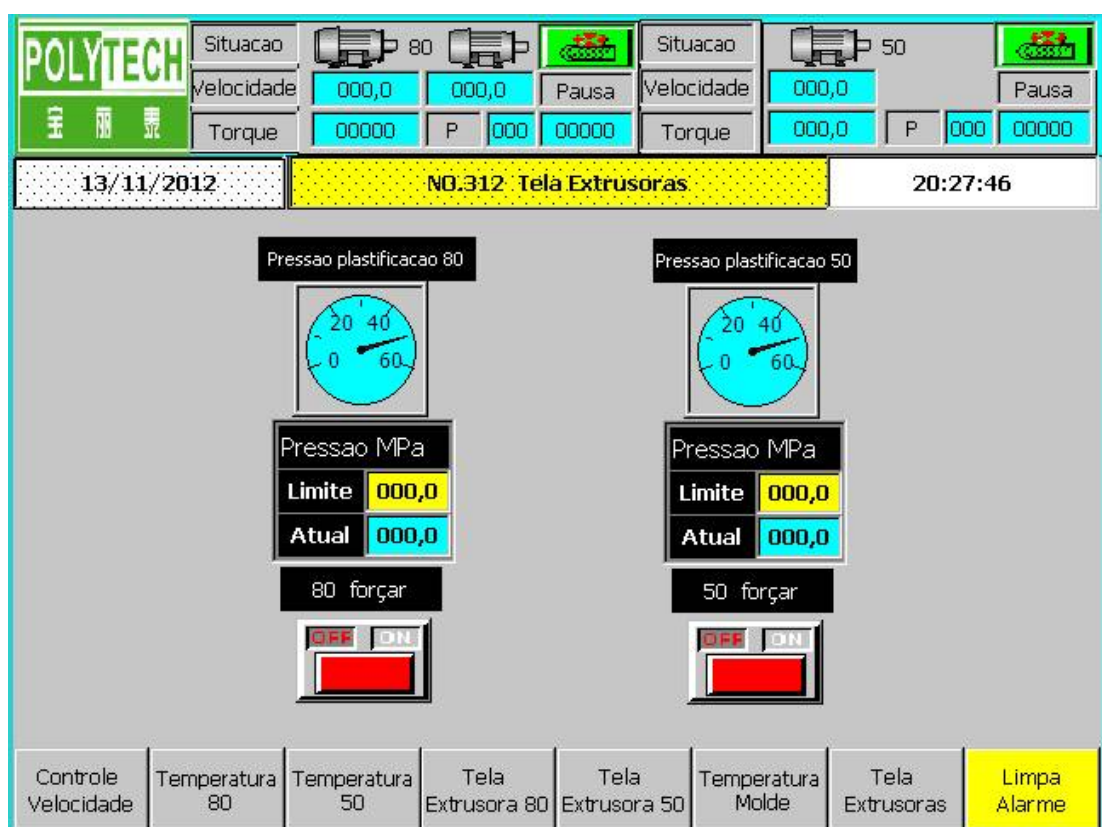 POLYTECH
宝 丽 泰
Situacao 80 Situacao 50
Velocidade 000,0 000,0 Pausa Velocidade 000,0 Pausa
Torque 00000 P 000 00000 Torque 000,0 P 000 00000
13/11/2012 NO.312 Tela Extrusoras 20:27:46
Pressao plastificacao 80 Pressao plastificacao 50
20 40 20 40
0 60 0 60
Pressao MPa Pressao MPa
Limite 000,0 Limite 000,0
Atual 000,0 Atual 000,0
80 forçar 50 forçar
OFF ON OFF ON
Controle Temperatura Temperatura Tela Tela Temperatura Tela Limpa
Velocidade 80 50 Extrusora 80 Extrusora 50 Molde Extrusoras Alarme